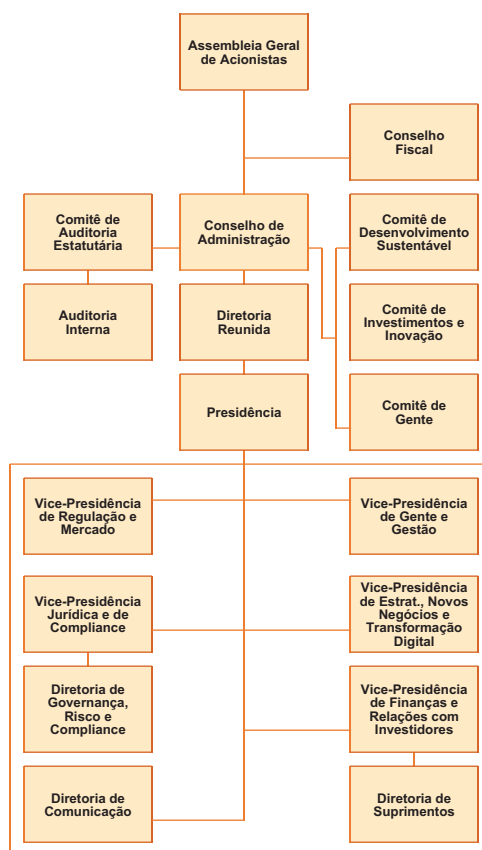 Assembleia Geral
de Acionistas
Conselho
Fiscal
Comitê de
Auditoria
Estatutária
Conselho de
Administração
Comitê de
Desenvolvimento
Sustentável
Auditoria
Interna
Diretoria
Reunida
Comitê de
Investimentos e
Inovação
Presidência
Comitê de
Gente
Vice-Presidência
de Regulação e
Mercado
Vice-Presidência
de Gente e
Gestão
Vice-Presidência
Jurídica e de
Compliance
Vice-Presidência
de Estrat., Novos
Negócios e
Transformação
Digital
Diretoria de
Governança,
Risco e
Compliance
Vice-Presidência
de Finanças e
Relações com
Investidores
Diretoria de
Comunicação
Diretoria de
Suprimentos